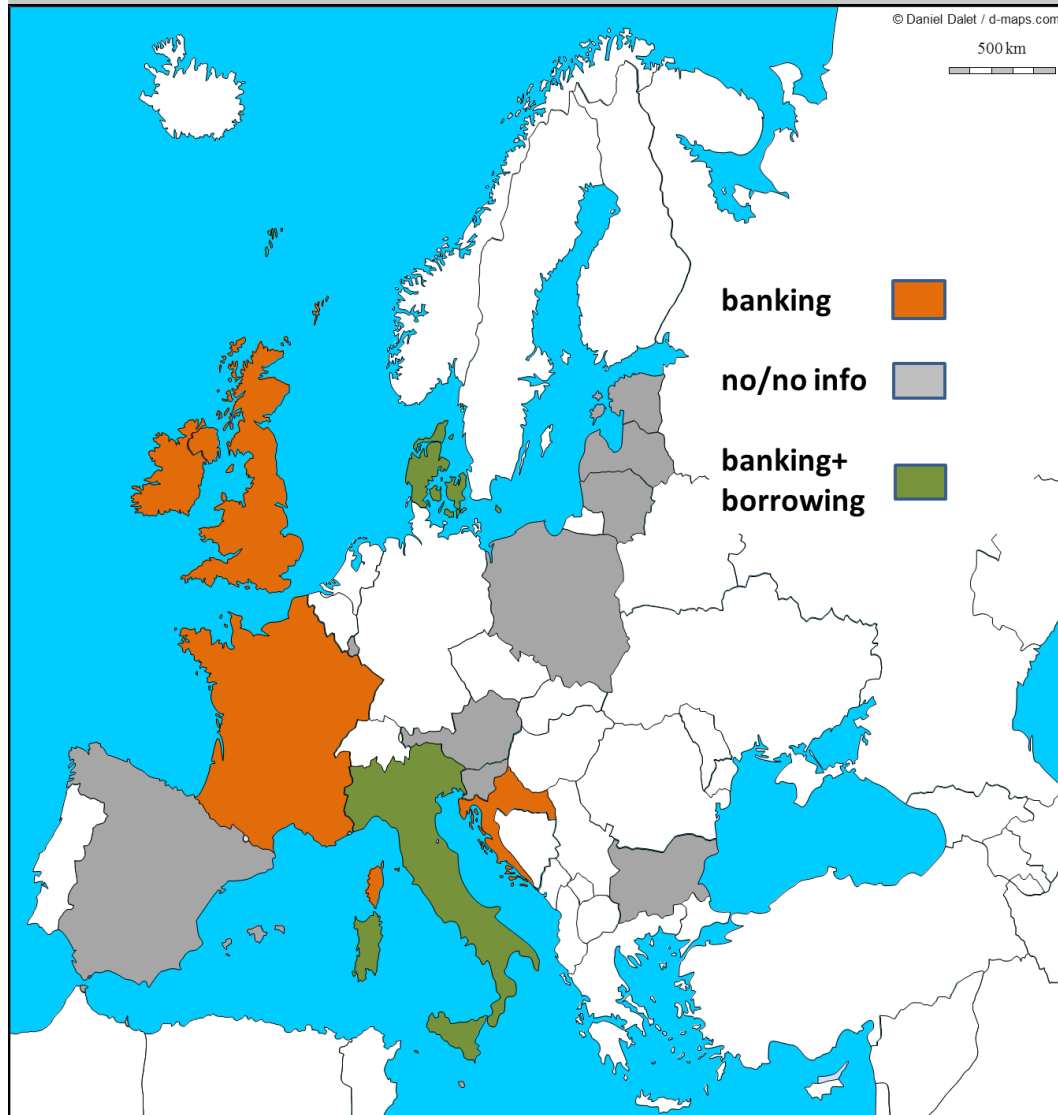 © Daniel Dalet / d-maps.com
500 km
banking
no/no info
banking+
borrowing